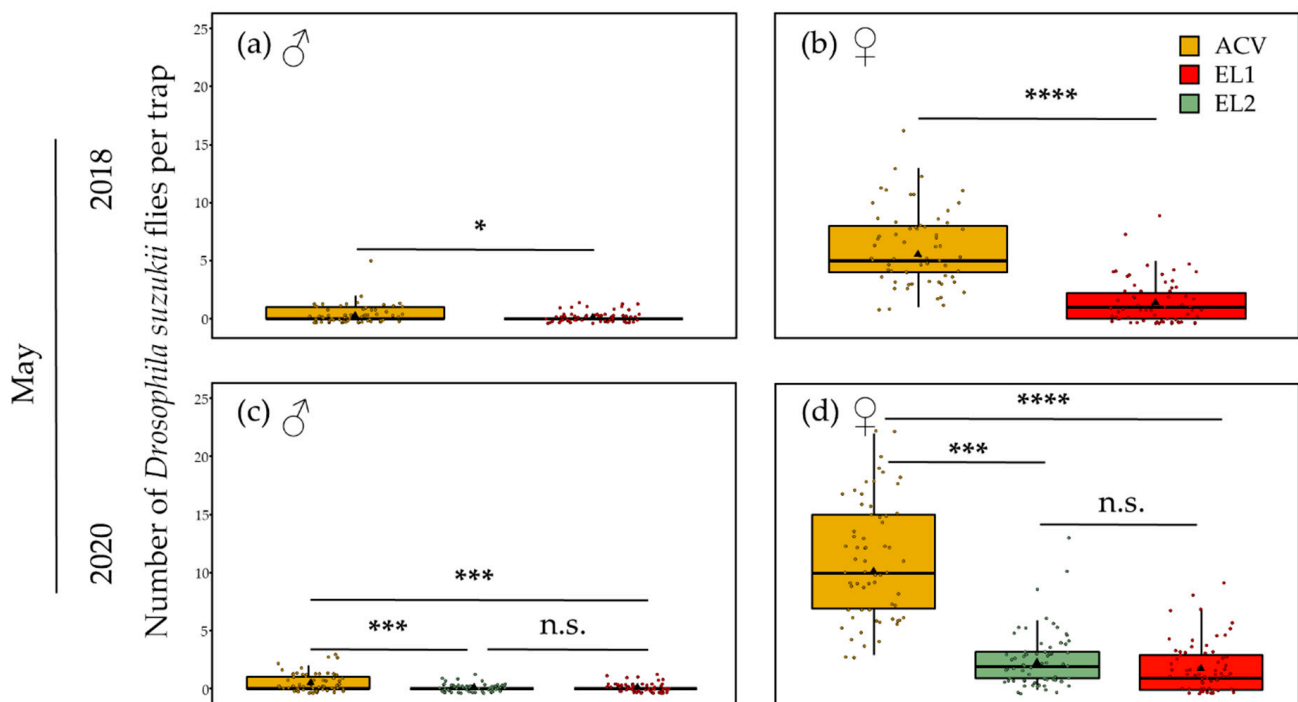 May
2018
2020
Number of Drosophila suzukii flies per trap
(a) ♂
25
20
15
10
5
0
*
(b) ♀
ACV
EL1
EL2
****
(c) ♂
25
20
15
10
5
0
***
***
n.s.
(d) ♀
****
***
n.s.